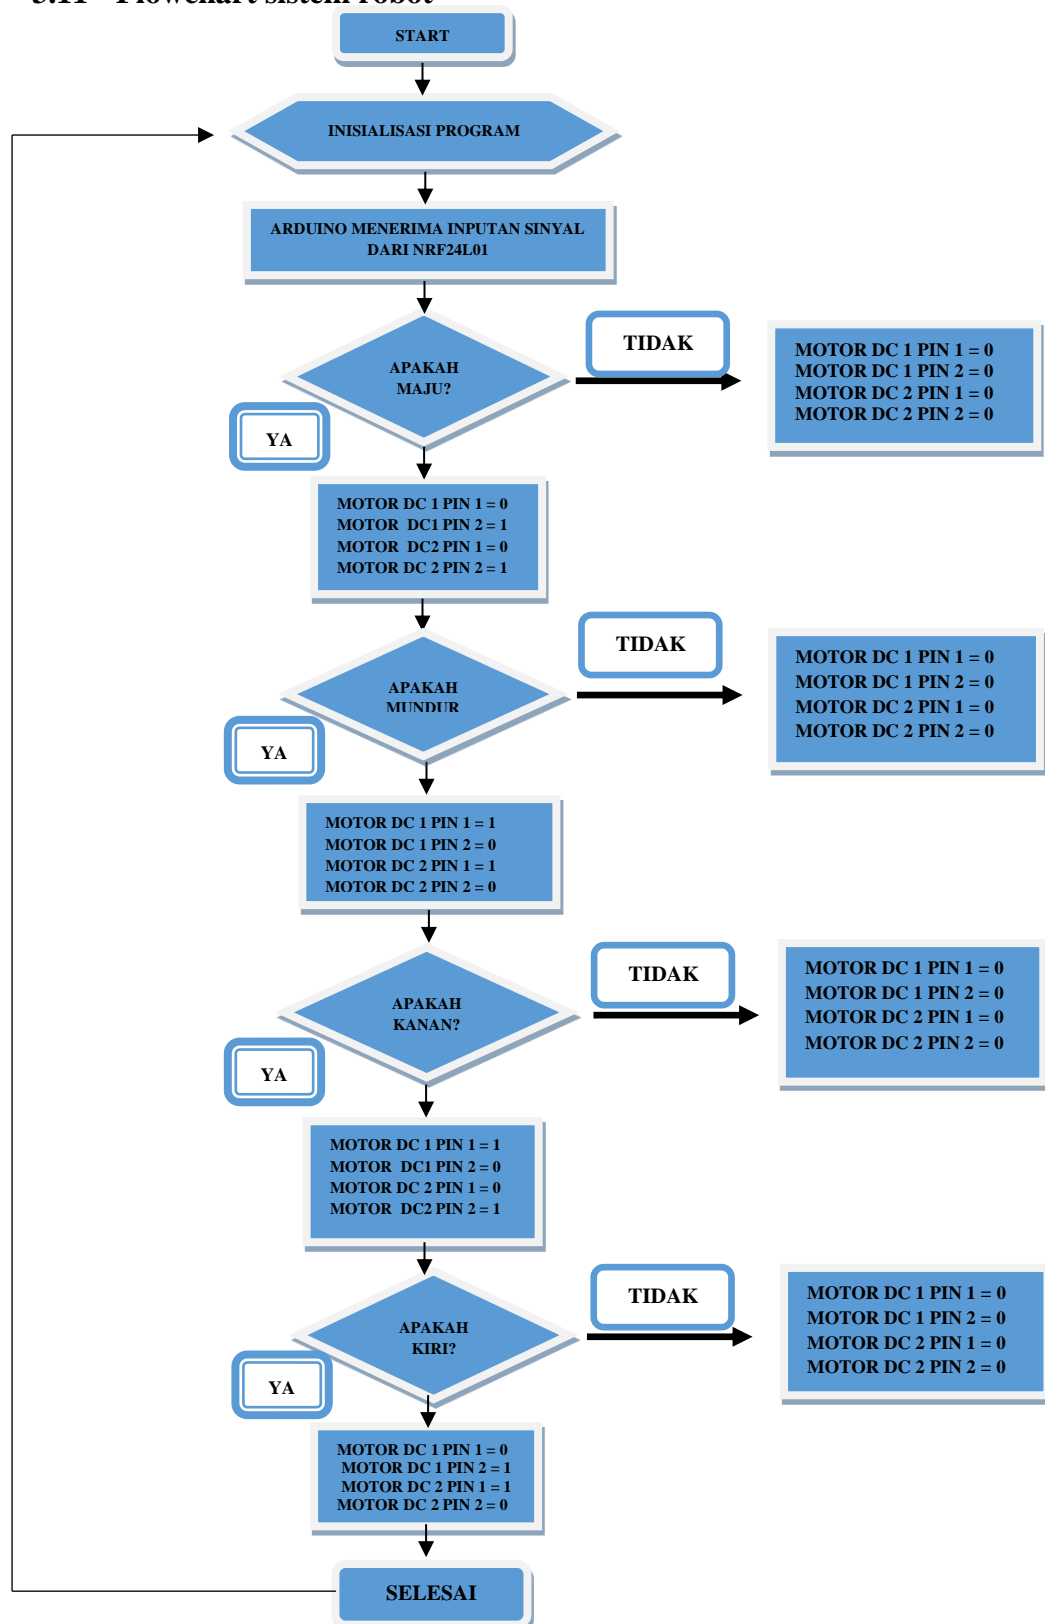 3.11 Flowchart sistem robot
START
INISIALISASI PROGRAM
ARDUINO MENERIMA INPUTAN SINYAL
DARI NRF24L01
APAKAH
MAJU?
TIDAK
MOTOR DC 1 PIN 1 = 0
MOTOR DC 1 PIN 2 = 0
MOTOR DC 2 PIN 1 = 0
MOTOR DC 2 PIN 2 = 0
YA
MOTOR DC 1 PIN 1 = 0
MOTOR DC1 PIN 2 = 1
MOTOR DC2 PIN 1 = 0
MOTOR DC 2 PIN 2 = 1
APAKAH
MUNDUR
TIDAK
MOTOR DC 1 PIN 1 = 0
MOTOR DC 1 PIN 2 = 0
MOTOR DC 2 PIN 1 = 0
MOTOR DC 2 PIN 2 = 0
YA
MOTOR DC 1 PIN 1 = 1
MOTOR DC 1 PIN 2 = 0
MOTOR DC 2 PIN 1 = 1
MOTOR DC 2 PIN 2 = 0
APAKAH
KANAN?
TIDAK
MOTOR DC 1 PIN 1 = 0
MOTOR DC 1 PIN 2 = 0
MOTOR DC 2 PIN 1 = 0
MOTOR DC 2 PIN 2 = 0
YA
MOTOR DC 1 PIN 1 = 1
MOTOR DC1 PIN 2 = 0
MOTOR DC 2 PIN 1 = 0
MOTOR DC2 PIN 2 = 1
APAKAH
KIRI?
TIDAK
MOTOR DC 1 PIN 1 = 0
MOTOR DC 1 PIN 2 = 0
MOTOR DC 2 PIN 1 = 0
MOTOR DC 2 PIN 2 = 0
YA
MOTOR DC 1 PIN 1 = 0
MOTOR DC 1 PIN 2 = 1
MOTOR DC 2 PIN 1 = 1
MOTOR DC 2 PIN 2 = 0
SELESAI